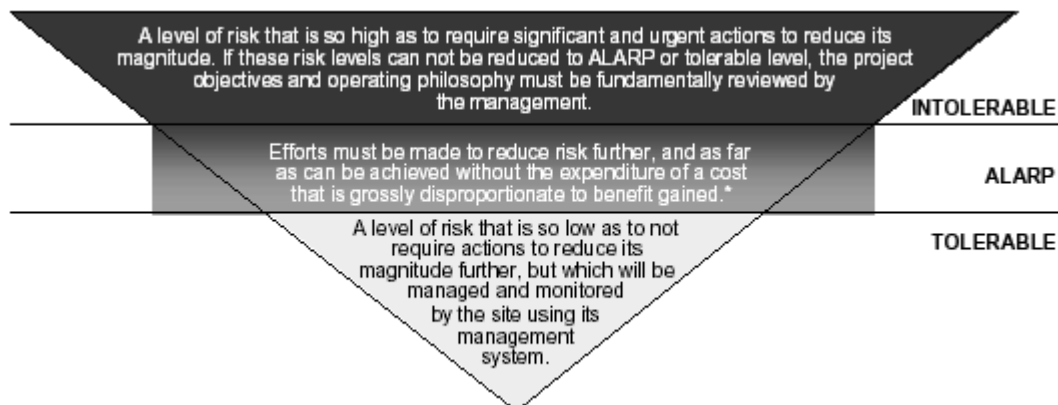 A level of risk that is so high as to require significant and urgent actions to reduce its
magnitude. If these risk levels can not be reduced to ALARP or tolerable level, the project
objectives and operating philosophy must be fundamentally reviewed by
the management.
INTOLERABLE
Efforts must be made to reduce risk further, and as far
as can be achieved without the expenditure of a cost
that is grossly disproportionate to benefit gained.*
ALARP
A level of risk that is so low as to not
require actions to reduce its
magnitude further, but which will be
managed and monitored
by the site using its
management
system.
TOLERABLE